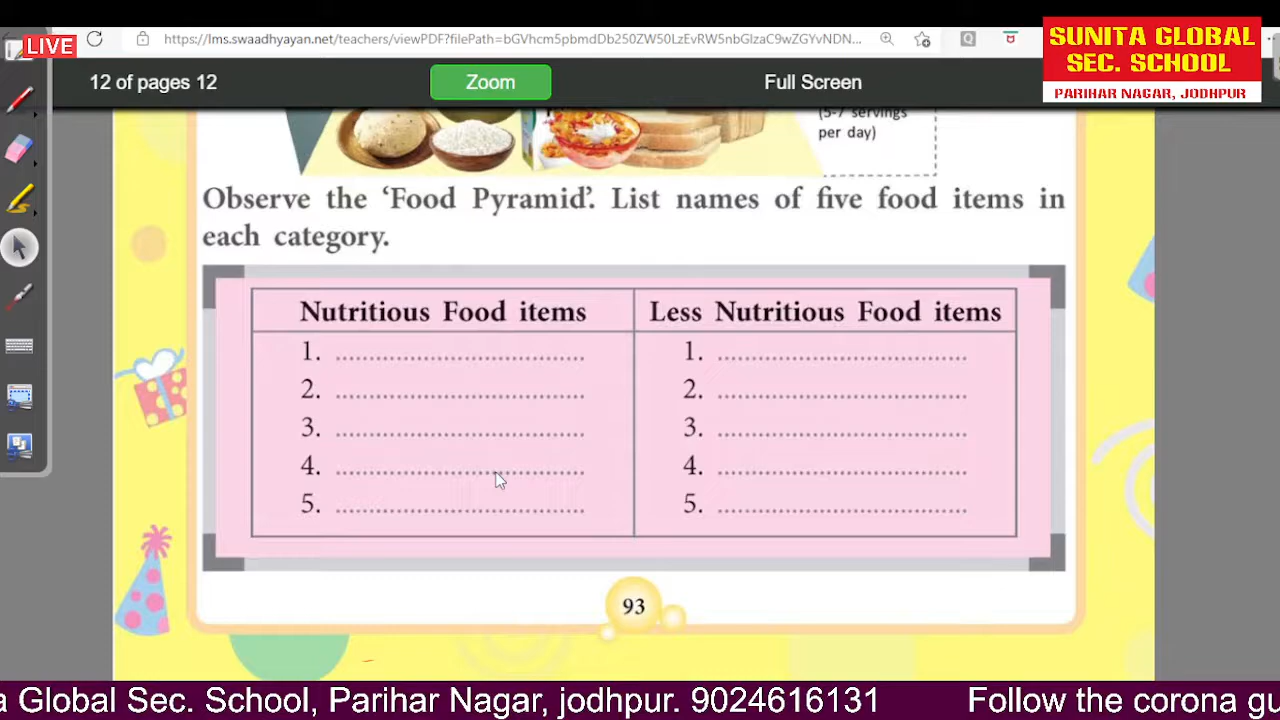 LIVE
https://lms.swaadhyayan.net/teachers/viewPDF?filePath=bGVhcm5pbmdDb250ZW50LzEvRW5nbGlzaC9wZGYvNDN...
SUNITA GLOBAL
SEC. SCHOOL
PARIHAR NAGAR, JODHPUR
12 of pages 12
Zoom
Full Screen
(5-7 servings
per day)
Observe the ‘Food Pyramid’. List names of five food items in
each category.
Nutritious Food items
Less Nutritious Food items
1. ......................................
1. ......................................
2. ......................................
2. ......................................
3. ......................................
3. ......................................
4. ......................................
4. ......................................
5. ......................................
5. ......................................
93
a Global Sec. School, Parihar Nagar, jodhpur. 9024616131
Follow the corona gu